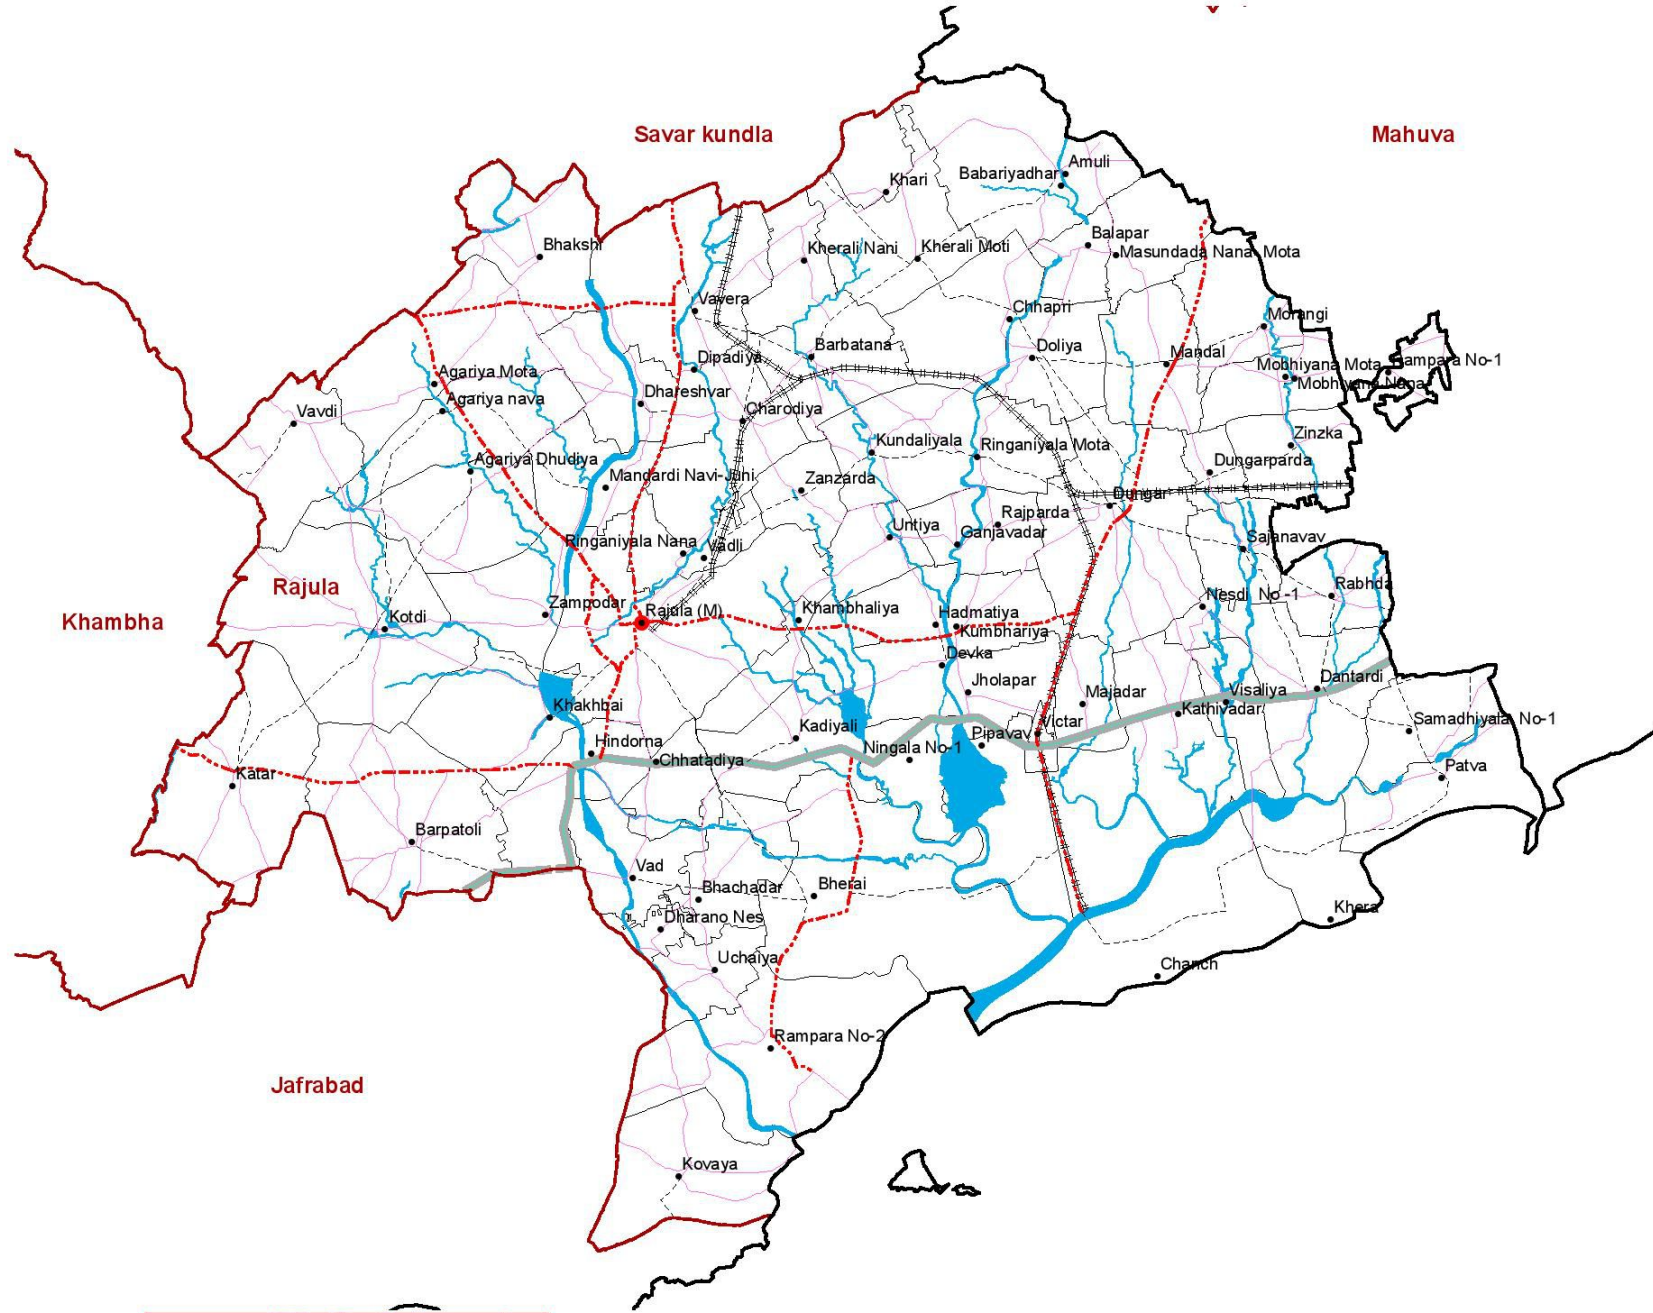 Savar kundla
Mahuva
Amuli
Babariyadhar
Khari
Balapar
Bhakshi
Kherali Nani
Kherali Moti
Masundada Nana Mota
Vavera
Chhapri
Morangi
Barbatana
Doliya
Mandal
Dipadiya
Mobhiyana Mota
Rampara No-1
Agariya Mota
Mobhiyana Nana
Dhareshvar
Agariya nava
Vavdi
Charodiya
Zinzka
Kundaliyala
Ringaniyala Mota
Agariya Dhudiya
Dungarparda
Mandardi Navi-Juni
Zanzarda
Dungar
Rajparda
Untiya
Ganjavadar
Sajanavav
Ringaniyala Nana
Vadli
Rabhda
Rajula
Nesdi No -1
Zampodar
Rajula (M)
Khambhaliya
Hadmatiya
Khambha
Kotdi
Kumbhariya
Devka
Dantardi
Jholapar
Majadar
Visaliya
Khakhbai
Kathivadar
Samadhiyala No-1
Kadiyali
Victar
Pipavav
Hindorna
Ningala No-1
Chhatadiya
Patva
Katar
Barpatoli
Vad
Bhachadar
Bherai
Khera
Dharano Nes
Uchaiya
Chanch
Rampara No-2
Jafrabad
Kovaya